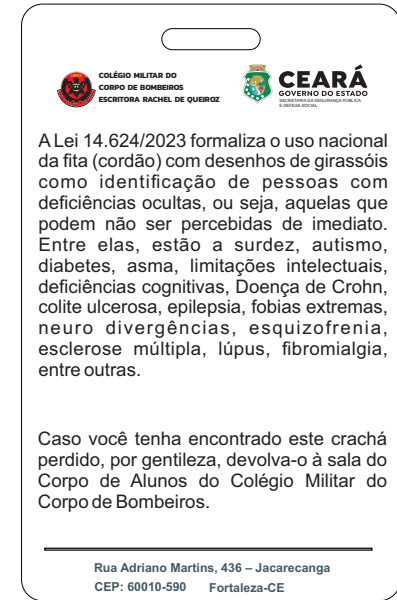 COLÉGIO MILITAR DO
CORPO DE BOMBEIROS
ESCRITORA RACHEL DE QUEIROZ
CEARÁ
GOVERNO DO ESTADO
SECRETARIA DA SEGURANÇA PÚBLICA
E DEFESA SOCIAL
A Lei 14.624/2023 formaliza o uso nacional
da fita (cordão) com desenhos de girassóis
como identificação de pessoas com
deficiências ocultas, ou seja, aquelas que
podem não ser percebidas de imediato.
Entre elas, estão a surdez, autismo,
diabetes, asma, limitações intelectuais,
deficiências cognitivas, Doença de Crohn,
colite ulcerosa, epilepsia, fobias extremas,
neuro divergências, esquizofrenia,
esclerose múltipla, lúpus, fibromialgia,
entre outras.
Caso você tenha encontrado este crachá
perdido, por gentileza, devolva-o à sala do
Corpo de Alunos do Colégio Militar do
Corpo de Bombeiros.
Rua Adriano Martins, 436 – Jacarecanga
CEP: 60010-590 Fortaleza-CE